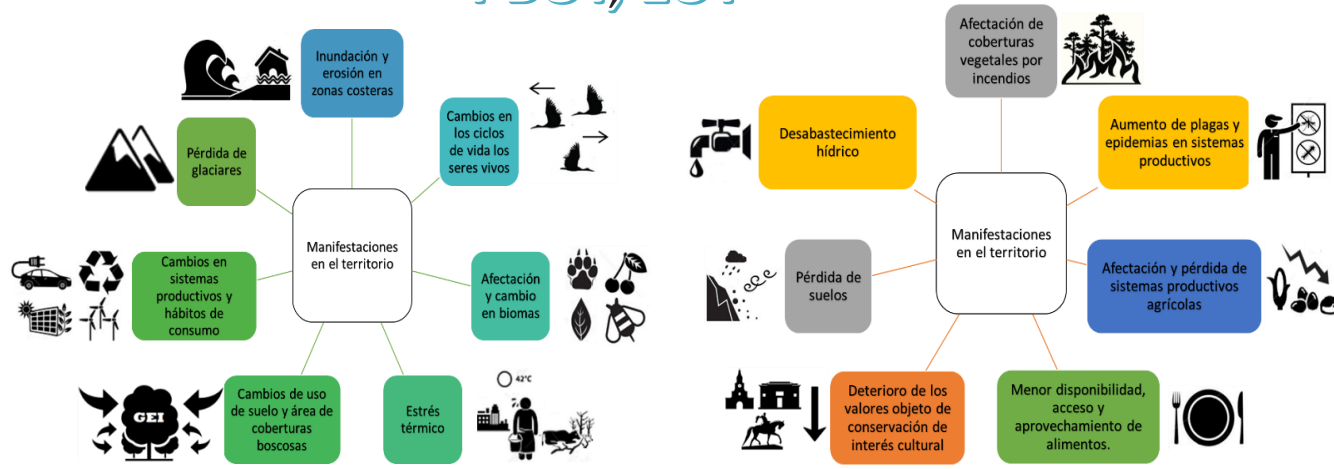 Inundación y
erosión en
zonas costeras
Cambios en
los ciclos
de vida los
seres vivos
Pérdida de
glaciares
Manifestaciones
en el territorio
Cambios en
sistemas
productivos y
hábitos de
consumo
Afectación
y cambio
en biomas
GEI
Cambios de uso
de suelo y área de
coberturas
boscosas
Estrés
térmico
42°C
Afectación de
coberturas
vegetales por
incendios
Desabastecimiento
hídrico
Aumento de plagas y
epidemias en sistemas
productivos
Manifestaciones
en el territorio
Pérdida de
suelos
Afectación y pérdida de
sistemas productivos
agrícolas
Deterioro de los
valores objeto de
conservación de
interés cultural
Menor disponibilidad,
acceso y
aprovechamiento de
alimentos.